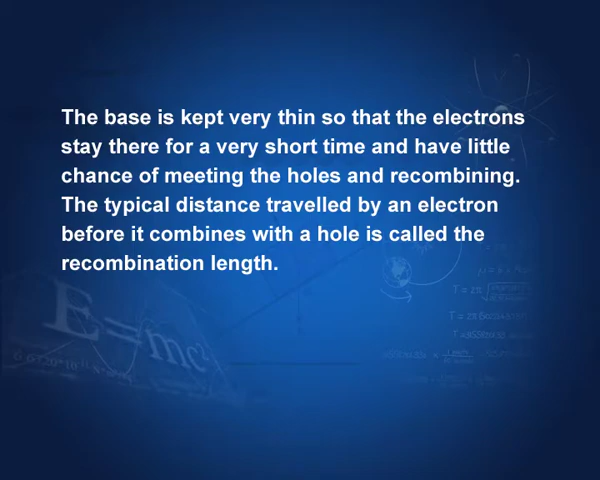 The base is kept very thin so that the electrons
stay there for a very short time and have little
chance of meeting the holes and recombining.
The typical distance travelled by an electron
before it combines with a hole is called the
recombination length.
E=mc²